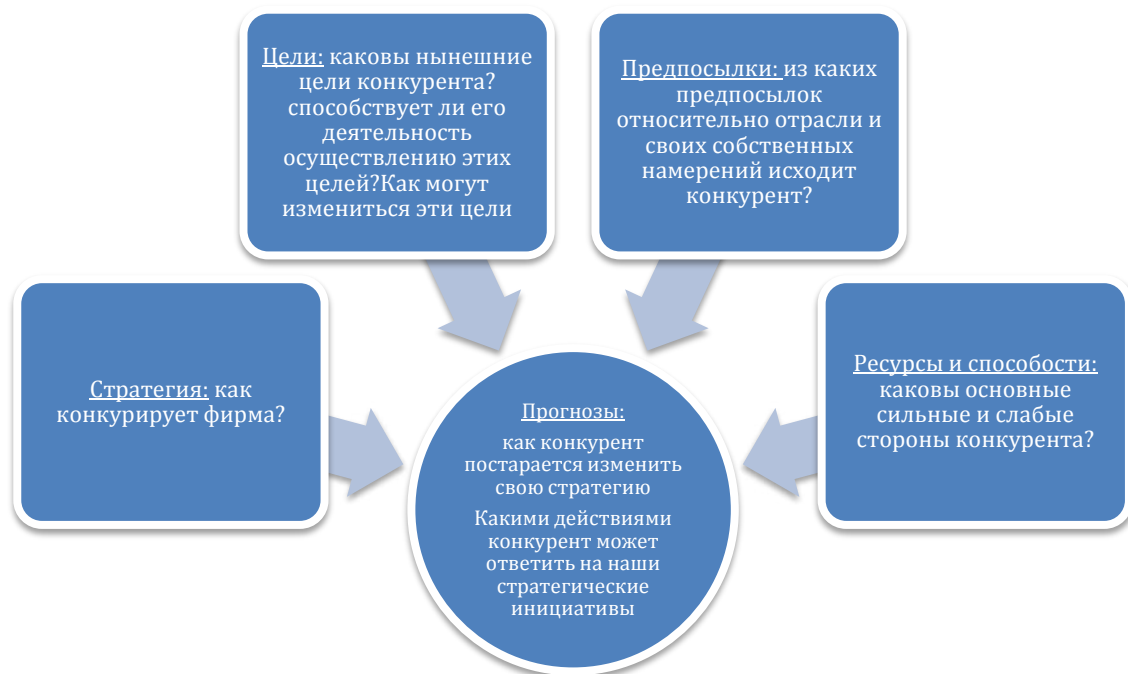 Цели: каковы нынешние
цели конкурента?
способствует ли его
деятельность
осуществлению этих
целей?Как могут
измениться эти цели
Предпосылки: из каких
предпосылок
относительно отрасли и
своих собственных
намерений исходит
конкурент?
Стратегия: как
конкурирует фирма?
Ресурсы и способости:
каковы основные
сильные и слабые
стороны конкурента?
Прогнозы:
как конкурент
постарается изменить
свою стратегию
Какими действиями
конкурент может
ответить на наши
стратегические
инициативы